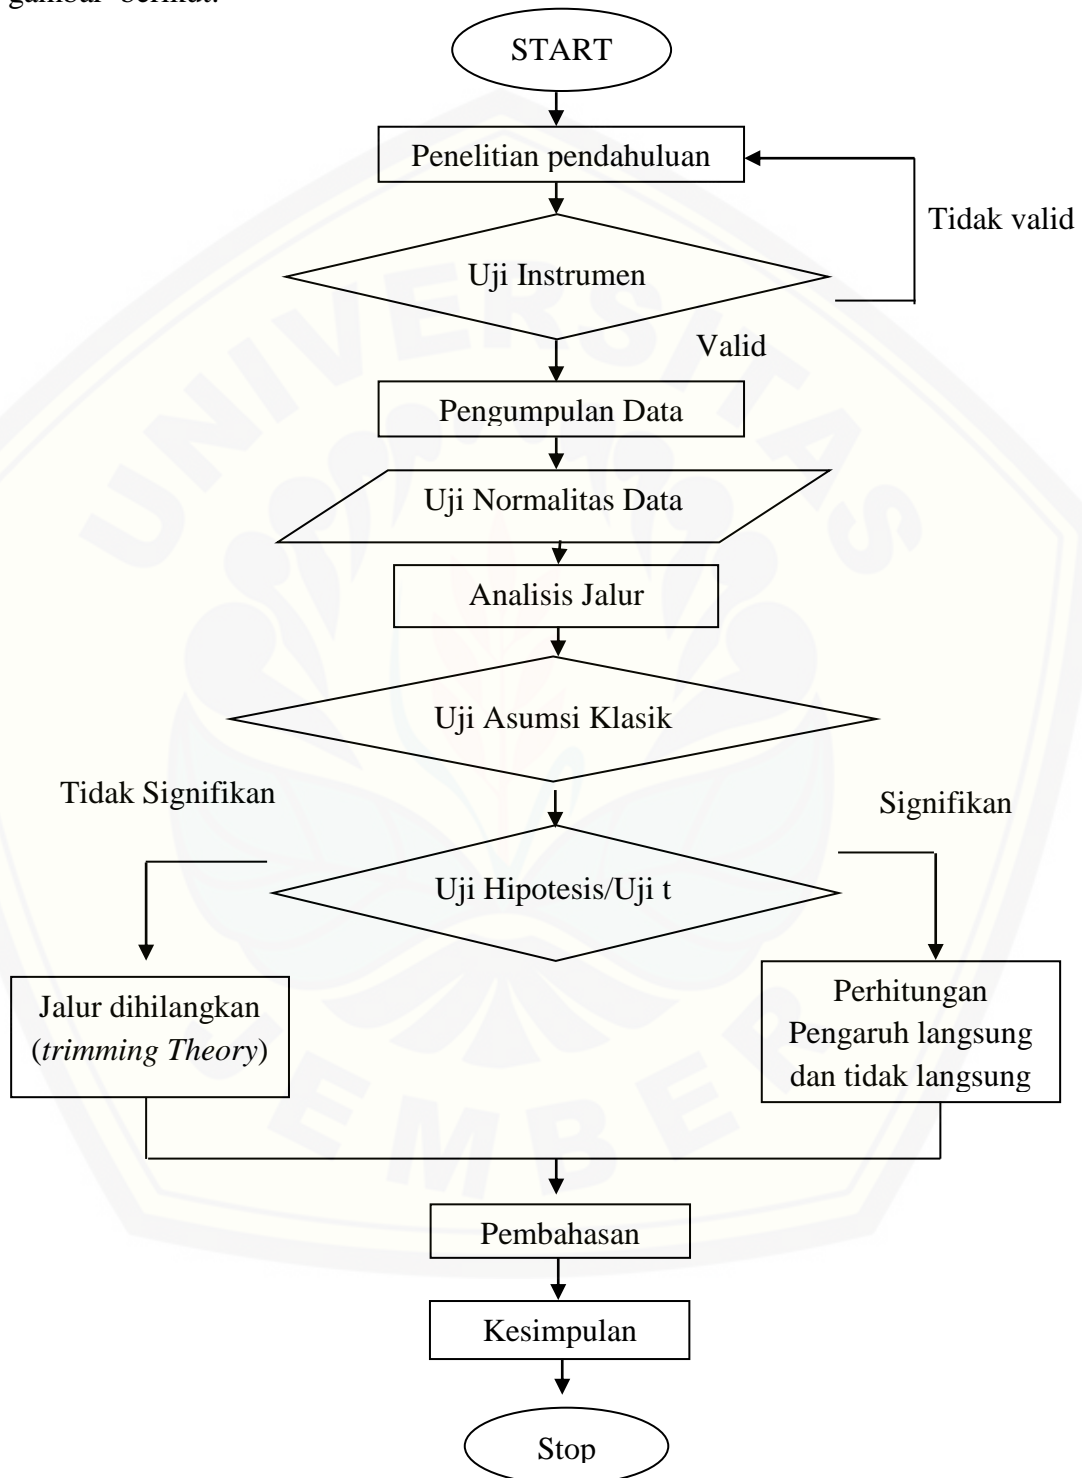 gambar berikut:
START
Penelitian pendahuluan
Tidak valid
Uji Instrumen
Valid
Pengumpulan Data
Uji Normalitas Data
Analisis Jalur
Uji Asumsi Klasik
Tidak Signifikan
Signifikan
Uji Hipotesis/Uji t
Jalur dihilangkan
(trimming Theory)
Perhitungan
Pengaruh langsung
dan tidak langsung
Pembahasan
Kesimpulan
Stop
UNIVERSITAS
JEMBER